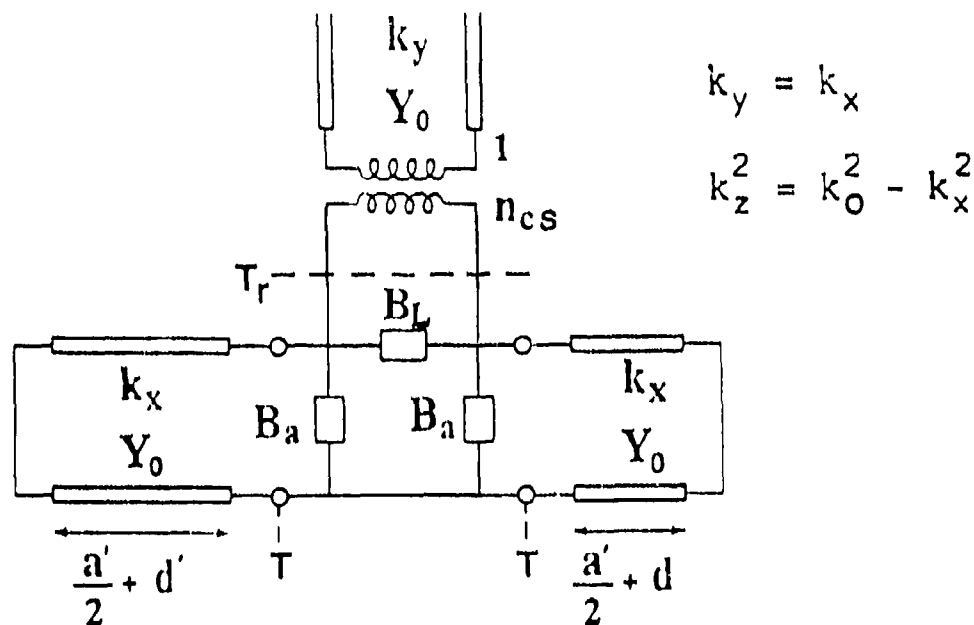 k_y
Y_0
1
n_cs
k_y = k_x
k_z^2 = k_0^2 - k_x^2
T_r
B_L
k_x
Y_0
B_a
B_a
k_x
Y_0
T
T
a'/2 + d'
a'/2 + d